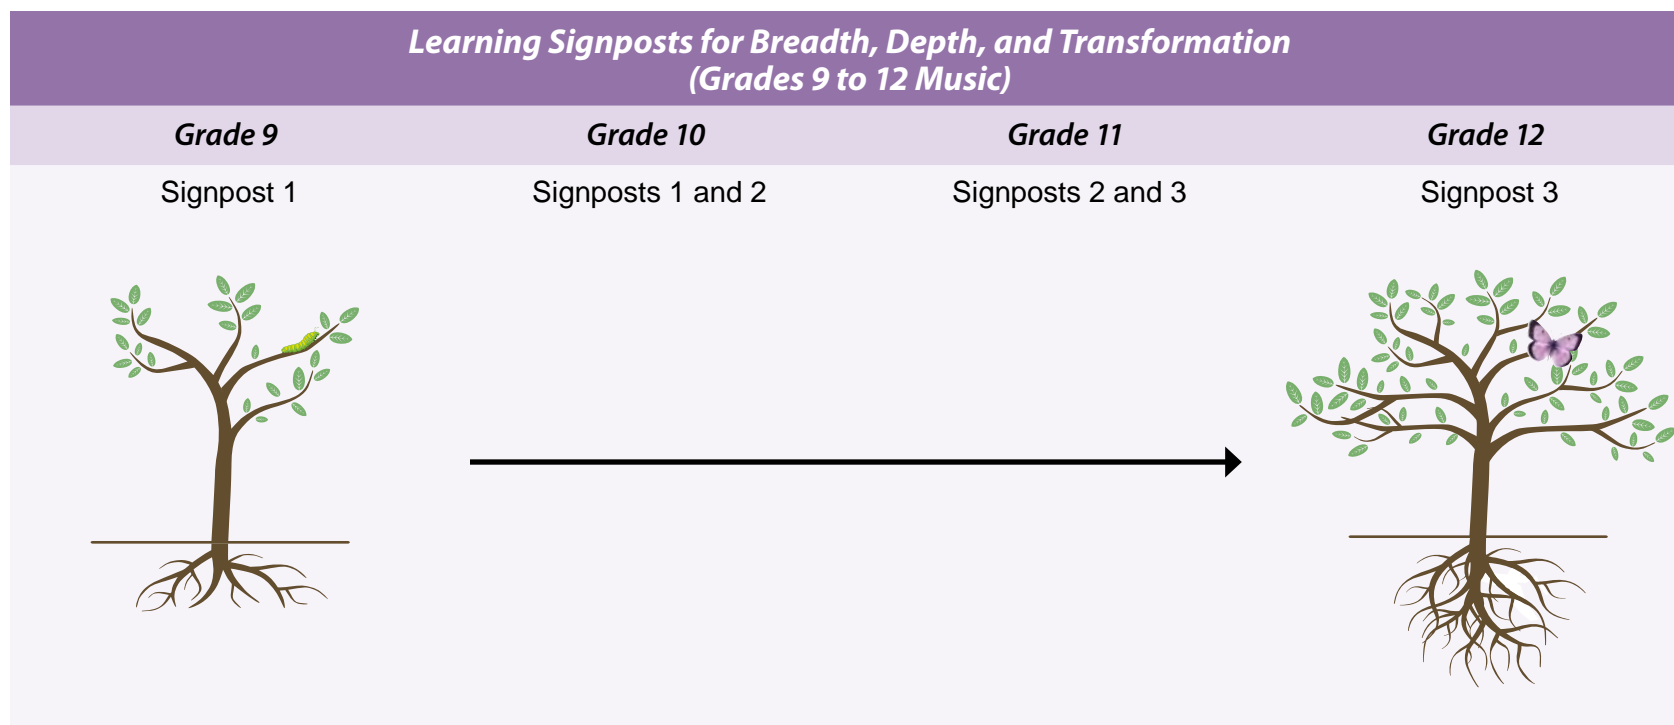 Learning Signposts for Breadth, Depth, and Transformation
(Grades 9 to 12 Music)
Grade 9
Grade 10
Grade 11
Grade 12
Signpost 1
Signposts 1 and 2
Signposts 2 and 3
Signpost 3